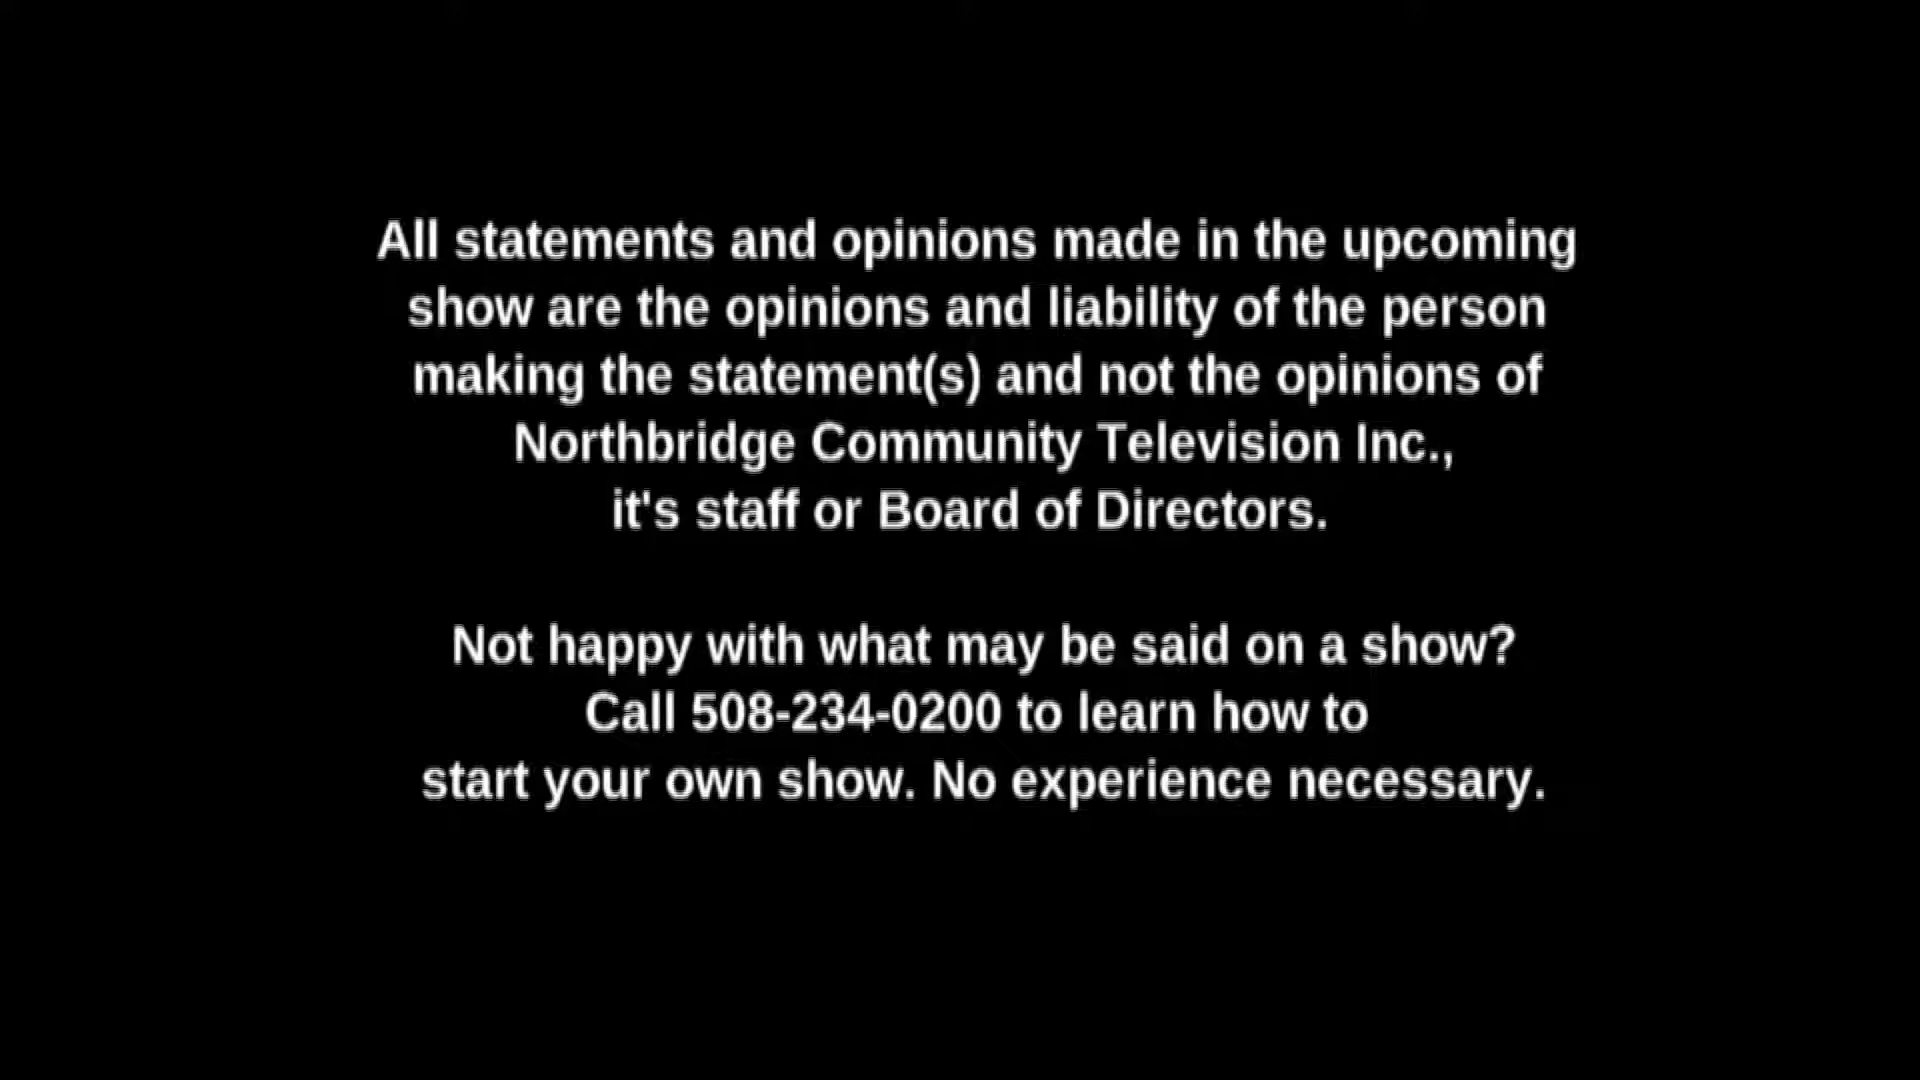 All statements and opinions made in the upcoming
show are the opinions and liability of the person
making the statement(s) and not the opinions of
Northbridge Community Television Inc.,
it's staff or Board of Directors.
Not happy with what may be said on a show?
Call 508-234-0200 to learn how to
start your own show. No experience necessary.